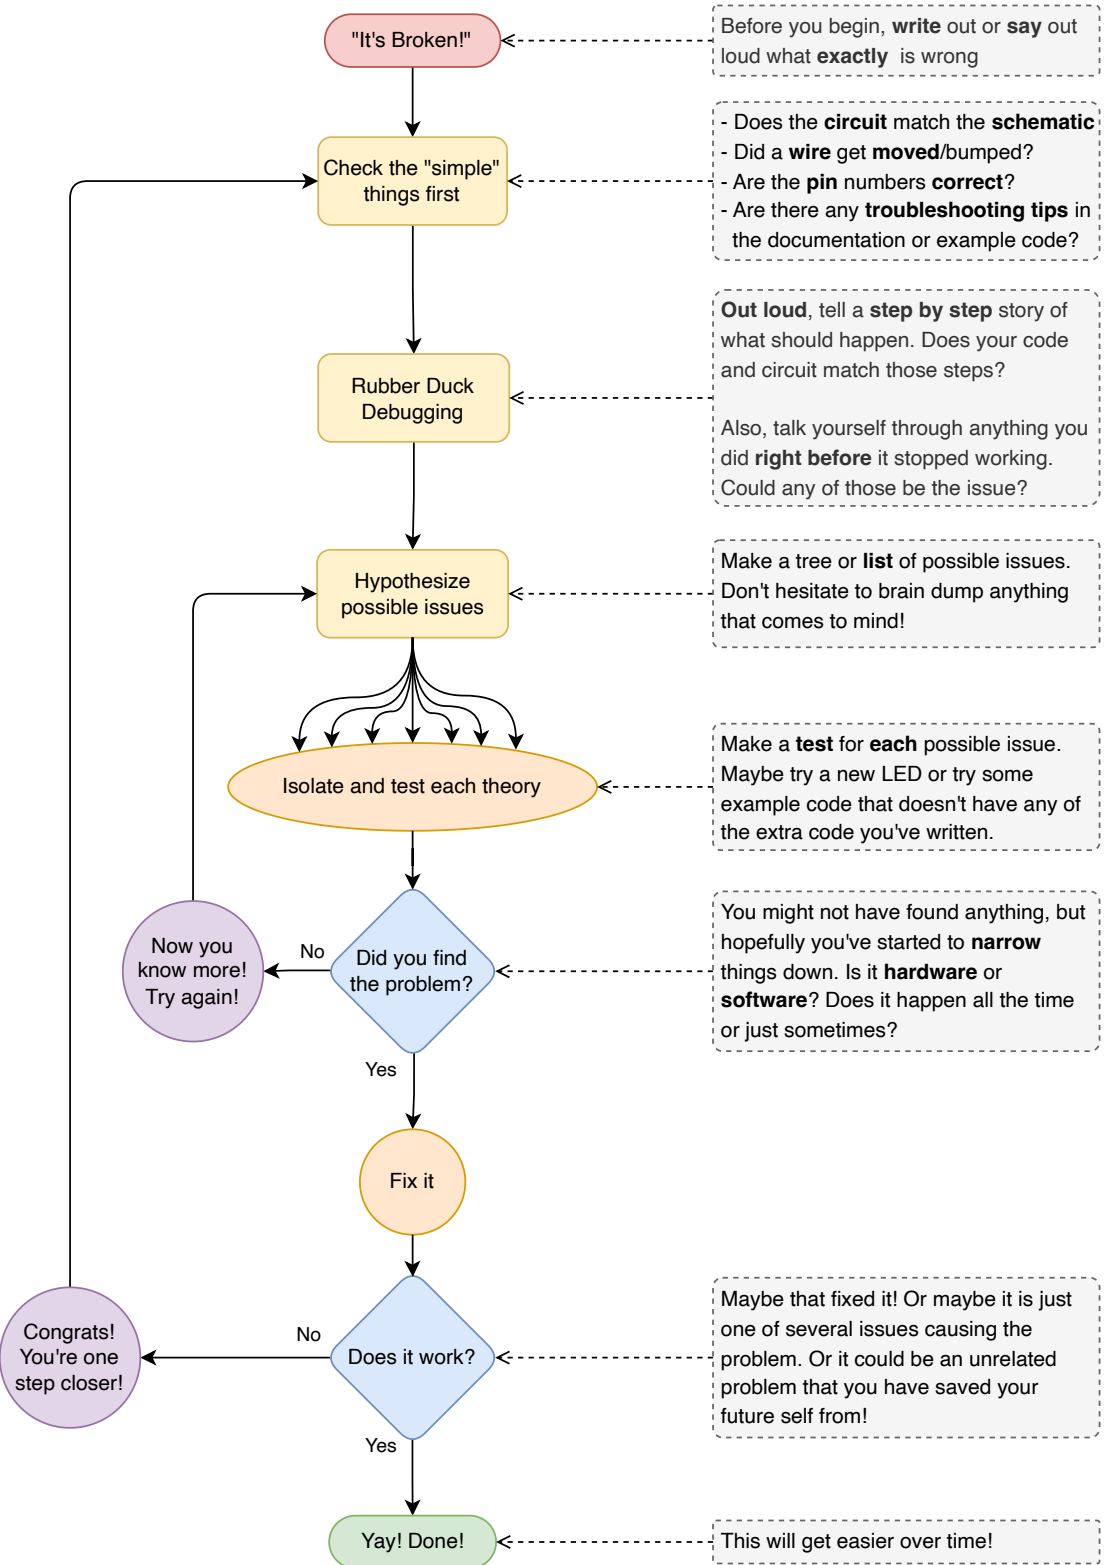 "It's Broken!"
Before you begin, write out or say out
loud what exactly is wrong
Check the "simple"
things first
- Does the circuit match the schematic
- Did a wire get moved/bumped?
- Are the pin numbers correct?
- Are there any troubleshooting tips in
the documentation or example code?
Rubber Duck
Debugging
Out loud, tell a step by step story of
what should happen. Does your code
and circuit match those steps?
Also, talk yourself through anything you
did right before it stopped working.
Could any of those be the issue?
Hypothesize
possible issues
Make a tree or list of possible issues.
Don't hesitate to brain dump anything
that comes to mind!
Isolate and test each theory
Make a test for each possible issue.
Maybe try a new LED or try some
example code that doesn't have any of
the extra code you've written.
Now you
know more!
Try again!
No
Did you find
the problem?
You might not have found anything, but
hopefully you've started to narrow
things down. Is it hardware or
software? Does it happen all the time
or just sometimes?
Yes
Fix it
Congrats!
You're one
step closer!
No
Does it work?
Maybe that fixed it! Or maybe it is just
one of several issues causing the
problem. Or it could be an unrelated
problem that you have saved your
future self from!
Yes
Yay! Done!
This will get easier over time!